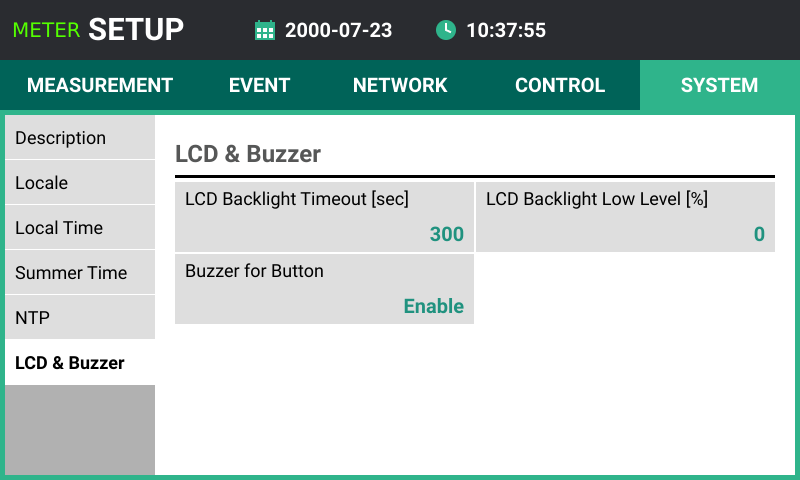 METER SETUP 2000-07-23 10:37:55
MEASUREMENT EVENT NETWORK CONTROL SYSTEM
Description
Locale
Local Time
Summer Time
NTP
LCD & Buzzer
LCD & Buzzer
LCD Backlight Timeout [sec]
300
LCD Backlight Low Level [%]
0
Buzzer for Button
Enable